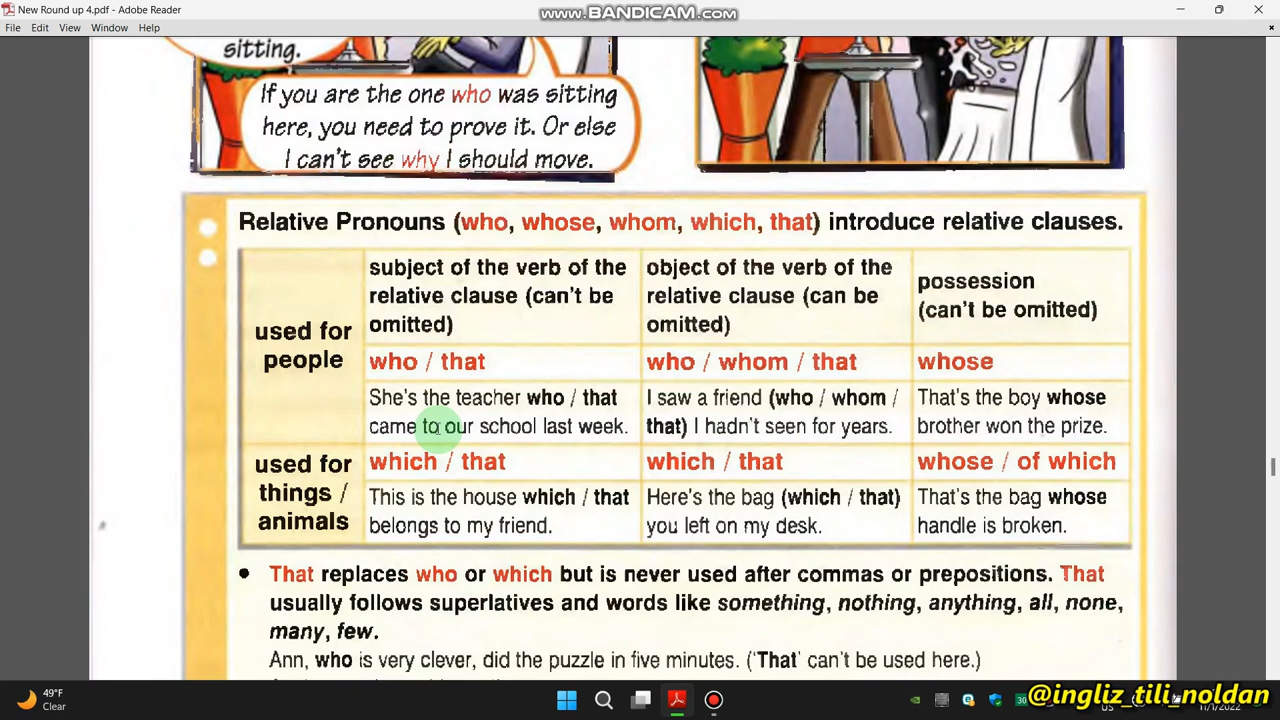 New Round up 4.pdf - Adobe Reader
www.BANDICAM.com
File Edit View Window Help
sitting.
If you are the one who was sitting
here, you need to prove it. Or else
I can't see why I should move.
Relative Pronouns (who, whose, whom, which, that) introduce relative clauses.
used for
people
subject of the verb of the
relative clause (can't be
omitted)
object of the verb of the
relative clause (can be
omitted)
possession
(can't be omitted)
who / that
who / whom / that
whose
She's the teacher who / that
came to our school last week.
I saw a friend (who / whom /
that) I hadn't seen for years.
That's the boy whose
brother won the prize.
used for
things /
animals
which / that
which / that
whose / of which
This is the house which / that
belongs to my friend.
Here's the bag (which / that)
you left on my desk.
That's the bag whose
handle is broken.
• That replaces who or which but is never used after commas or prepositions. That
usually follows superlatives and words like something, nothing, anything, all, none,
many, few.
Ann, who is very clever, did the puzzle in five minutes. ('That' can't be used here.)
49°F
Clear
@ingliz_tili_noldan